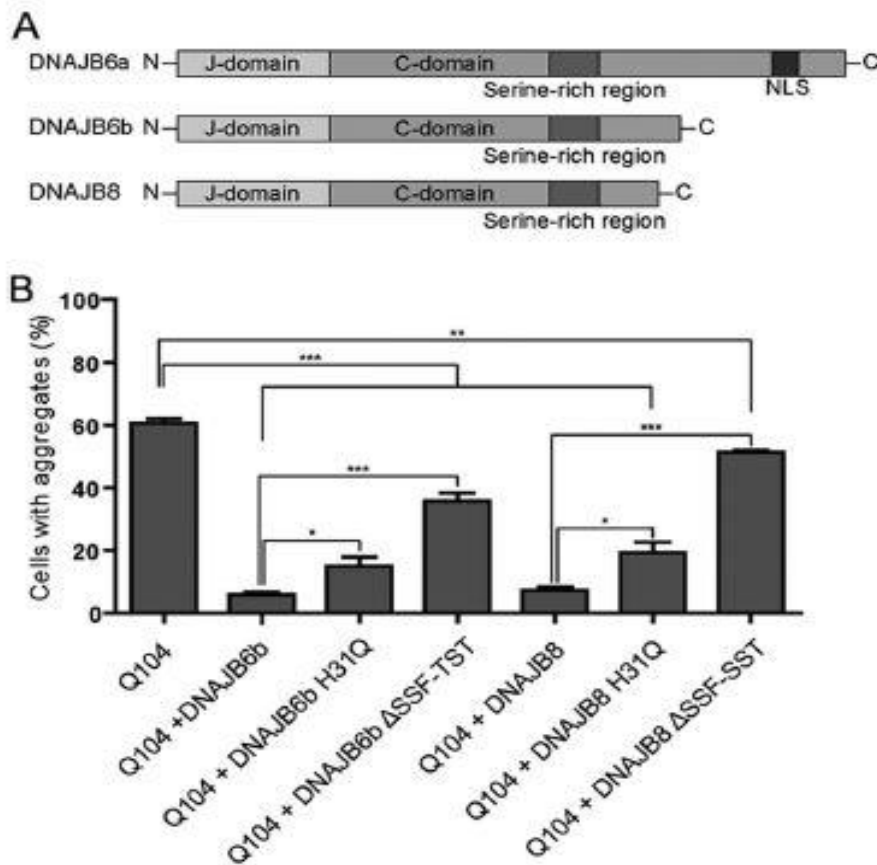 A
DNAJB6a N J-domain C-domain C
Serine-rich region NLS
DNAJB6b N J-domain C-domain C
Serine-rich region
DNAJB8 N J-domain C-domain C
Serine-rich region
B
Cells with aggregates (%)
100
80
60
40
20
0
**
***
***
*
***
*
Q104
Q104 +DNAJB6b
Q104 + DNAJB6b H31Q
Q104 + DNAJB6b ΔSSF-TST
Q104 + DNAJB8
Q104 + DNAJB8 H31Q
Q104 + DNAJB8 ΔSSF-SST